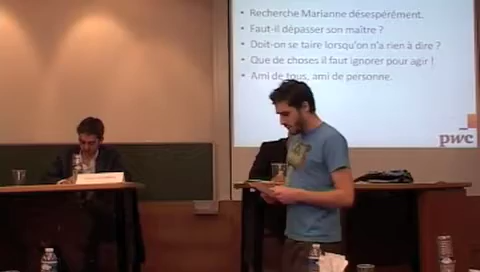 • Recherche Marianne désespérément.
• Faut-il dépasser son maître ?
• Doit-on se taire lorsqu'on n'a rien à dire ?
• Que de choses il faut ignorer pour agir !
• Ami de tous, ami de personne.
pwc